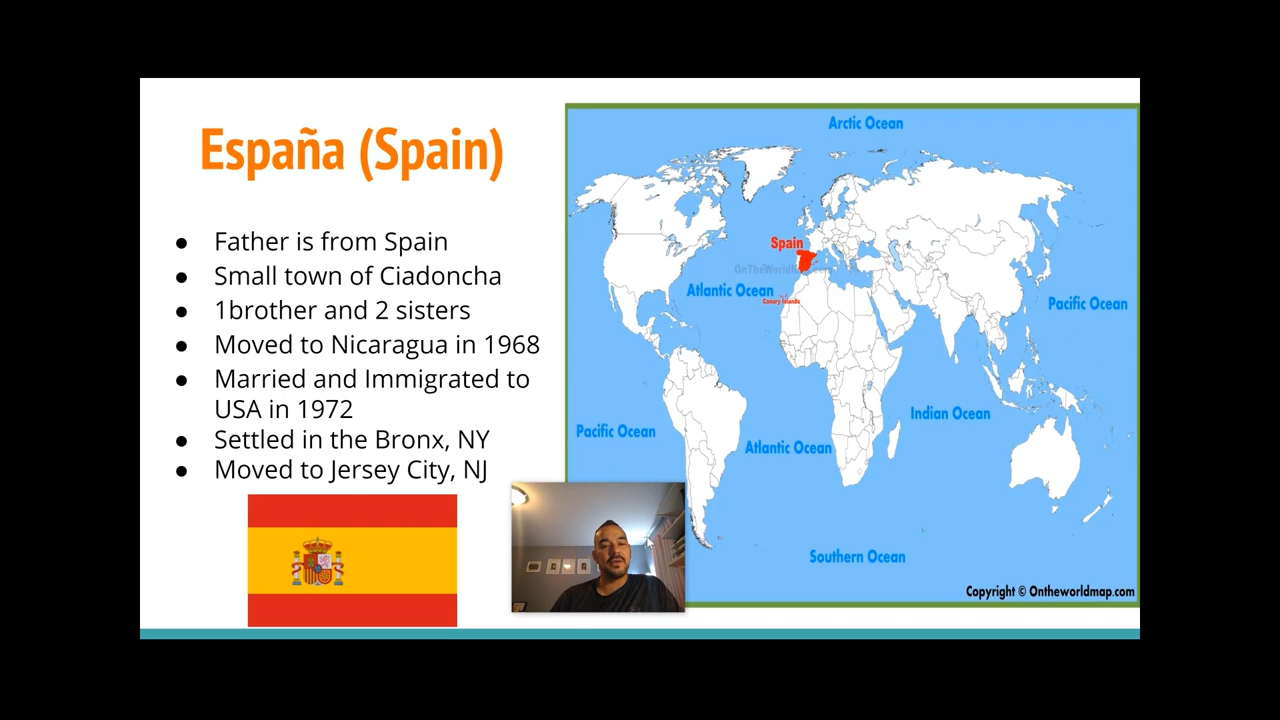 España (Spain)
● Father is from Spain
● Small town of Ciadoncha
● 1brother and 2 sisters
● Moved to Nicaragua in 1968
● Married and Immigrated to
USA in 1972
● Settled in the Bronx, NY
● Moved to Jersey City, NJ
Arctic Ocean
Spain
OnTheWorldMap.com
Atlantic Ocean
Canary Islands
Pacific Ocean
Indian Ocean
Pacific Ocean
Atlantic Ocean
Southern Ocean
Copyright © Ontheworldmap.com